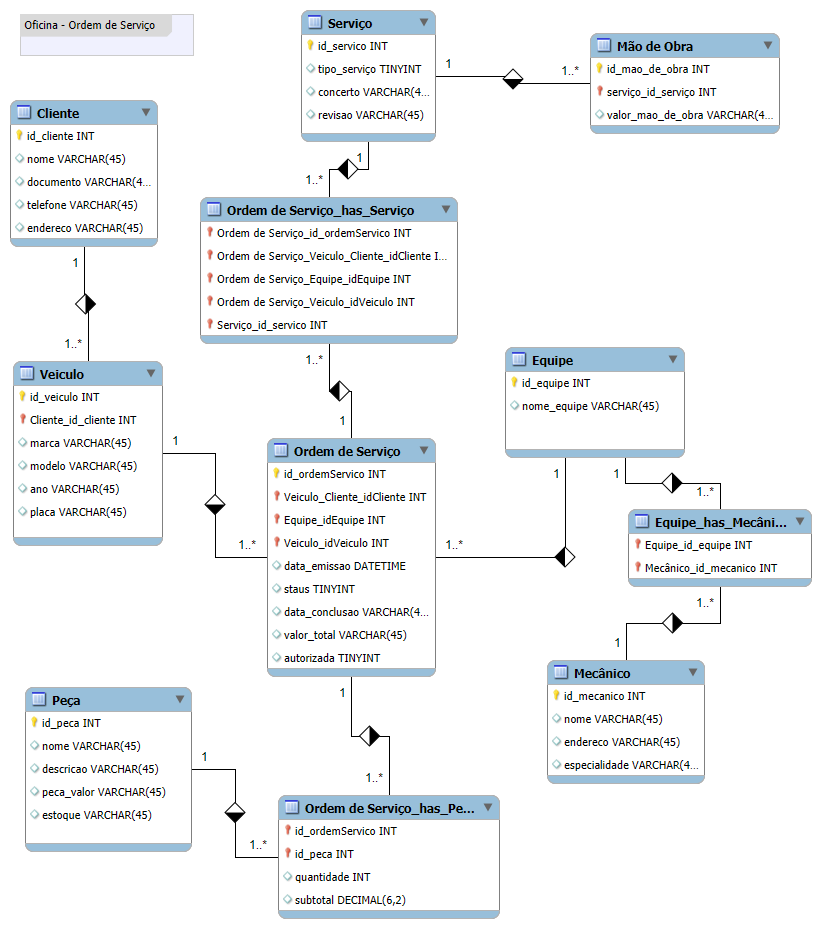 Oficina - Ordem de Serviço
Serviço
id_servico INT
tipo_serviço TINYINT
concerto VARCHAR(4...
revisao VARCHAR(45)
1
1..*
Mão de Obra
id_mao_de_obra INT
serviço_id_serviço INT
valor_mao_de_obra VARCHAR(4...
Cliente
id_cliente INT
nome VARCHAR(45)
documento VARCHAR(4...
telefone VARCHAR(45)
endereco VARCHAR(45)
1
1..*
Ordem de Serviço_has_Serviço
Ordem de Serviço_id_ordemServico INT
Ordem de Serviço_Veiculo_Cliente_idCliente I...
Ordem de Serviço_Equipe_idEquipe INT
Ordem de Serviço_Veiculo_idVeiculo INT
Serviço_id_servico INT
1
1..*
1..*
1
Veiculo
id_veiculo INT
Cliente_id_cliente INT
marca VARCHAR(45)
modelo VARCHAR(45)
ano VARCHAR(45)
placa VARCHAR(45)
1
1..*
Equipe
id_equipe INT
nome_equipe VARCHAR(45)
1
1
1..*
1..*
Ordem de Serviço
id_ordemServico INT
Veiculo_Cliente_idCliente INT
Equipe_idEquipe INT
Veiculo_idVeiculo INT
data_emissao DATETIME
staus TINYINT
data_conclusao VARCHAR(4...
valor_total VARCHAR(45)
autorizada TINYINT
Equipe_has_Mecâni...
Equipe_id_equipe INT
Mecânico_id_mecanico INT
1..*
1
Mecânico
id_mecanico INT
nome VARCHAR(45)
endereco VARCHAR(45)
especialidade VARCHAR(4...
Peça
id_peca INT
nome VARCHAR(45)
descricao VARCHAR(45)
peca_valor VARCHAR(45)
estoque VARCHAR(45)
1
1..*
1
1..*
Ordem de Serviço_has_Pe...
id_ordemServico INT
id_peca INT
quantidade INT
subtotal DECIMAL(6,2)